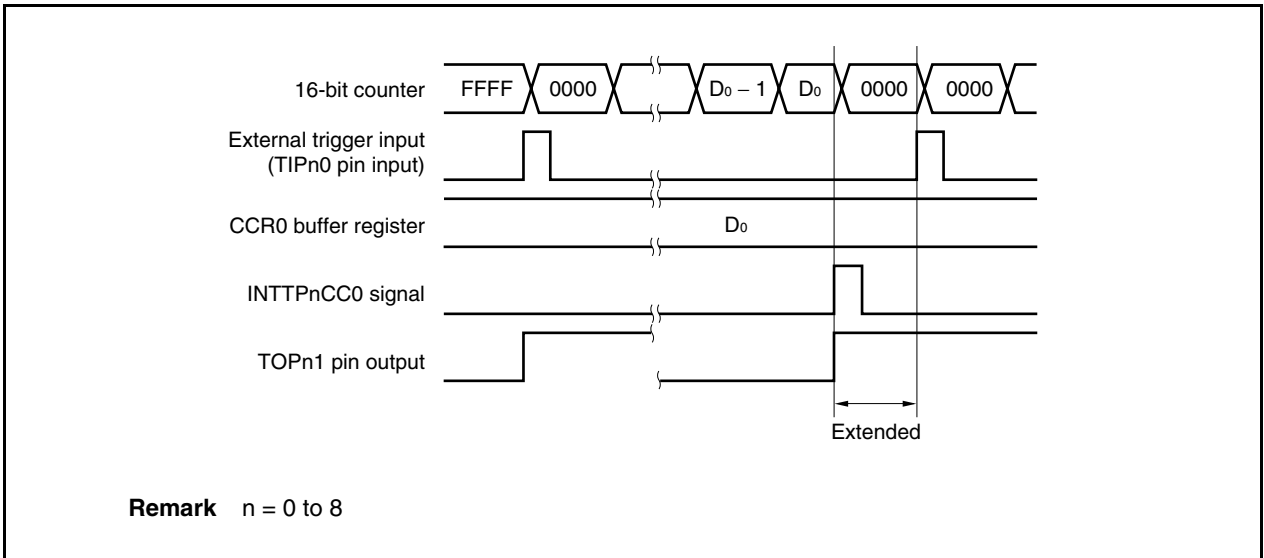 16-bit counter FFFF 0000 D0 − 1 D0 0000 0000
External trigger input
(TIPn0 pin input)
CCR0 buffer register D0
INTTPnCC0 signal
TOPn1 pin output
Extended
Remark n = 0 to 8